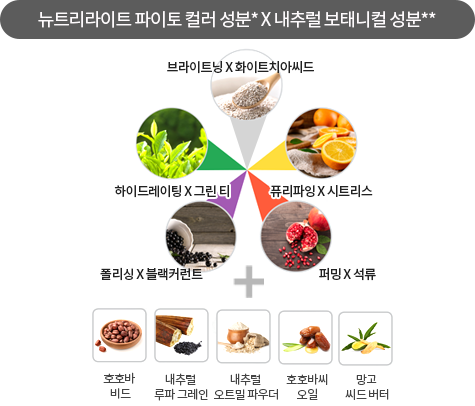 뉴트리라이트 파이토 컬러 성분* X 내추럴 보태니컬 성분**
브라이트닝 X 화이트치아씨드
하이드레이팅 X 그린 티
퓨리파잉 X 시트리스
폴리싱 X 블랙커런트
퍼밍 X 석류
호호바
비드
내추럴
루파 그레인
내추럴
오트밀 파우더
호호바씨
오일
망고
씨드 버터